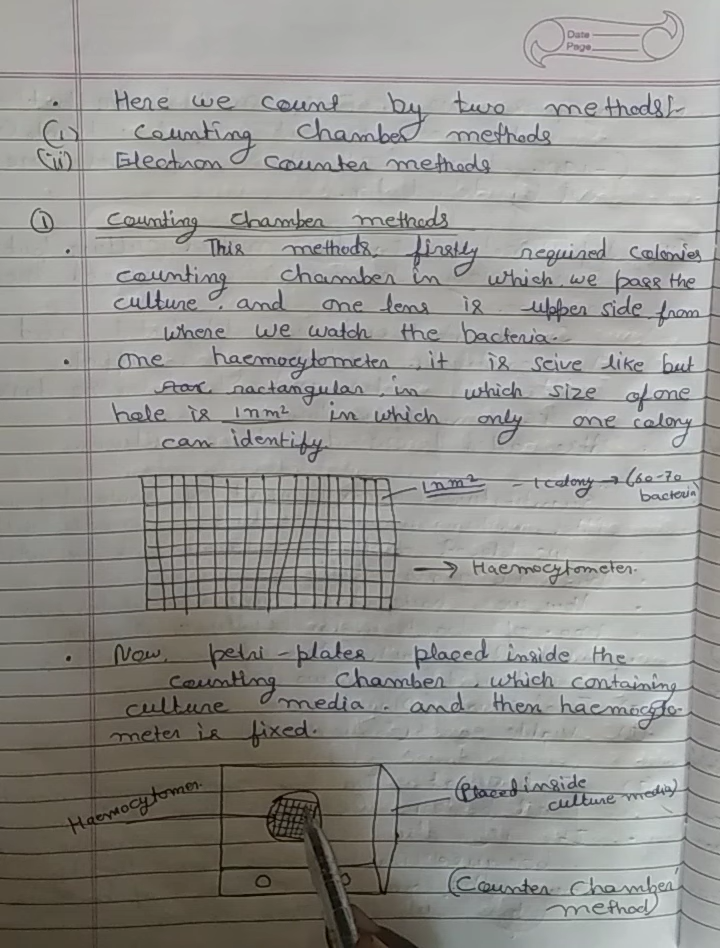 Date
Page
. Here we count by two methods:-
(i) Counting chamber methods
(ii) Electron counter methods
① Counting chamber methods
. This methods, firstly required colonies
counting chamber in which we pass the
culture. and one lens is upper side from
where we watch the bacteria.
. One haemocytometer, it is seive like but
ractangular, in which size of one
hole is 1nm² in which only one colony
can identify
1nm² - 1 colony → (60-70
bacteria)
→ Haemocytometer.
. Now, petri-plates placed inside the
counting chamber, which containing
culture media. and then haemocyto-
meter is fixed.
Haemocytomer.
(Placed inside
culture media)
(Counter Chamber
method)